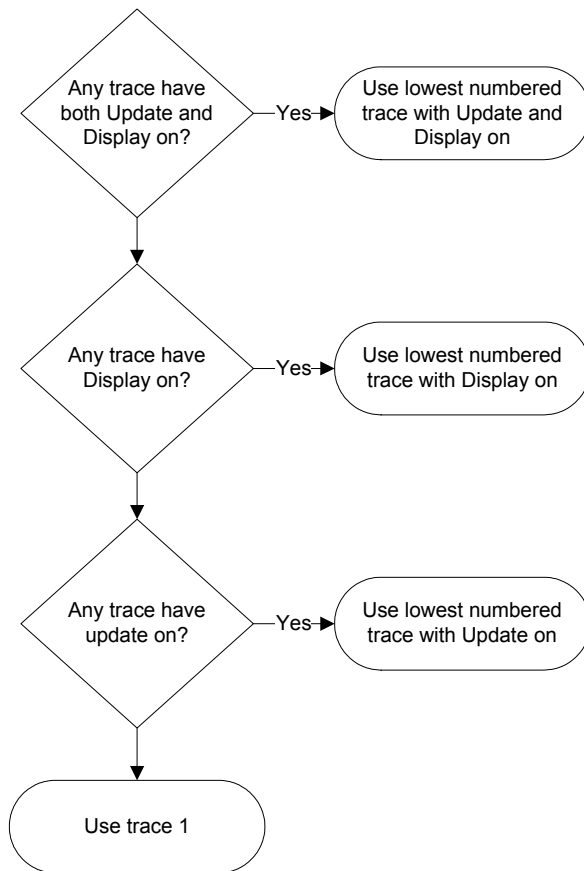 Any trace have
both Update and
Display on?
Yes
Use lowest numbered
trace with Update and
Display on
Any trace have
Display on?
Yes
Use lowest numbered
trace with Display on
Any trace have
update on?
Yes
Use lowest numbered
trace with Update on
Use trace 1